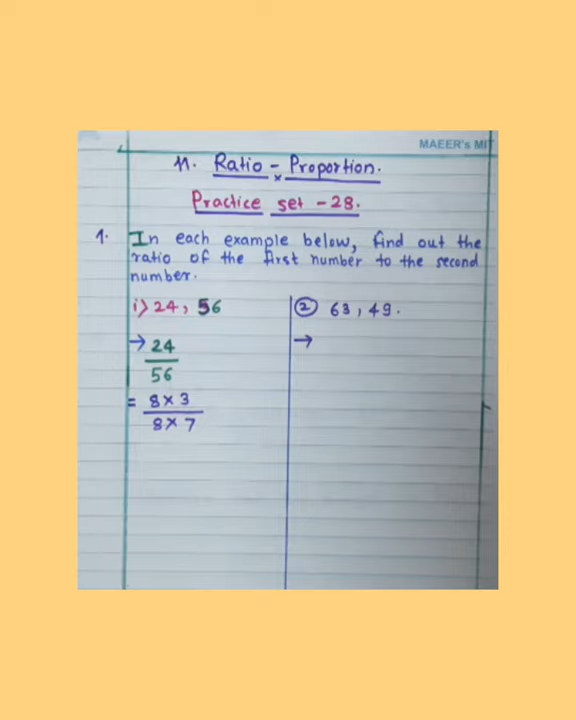 MAEER's MIT
11. Ratio - Proportion.
×
Practice set - 28.
1. In each example below, find out the
ratio of the first number to the second
number.
i) 24, 56
→ 24
56
= 8 × 3
8 × 7
② 63, 49.
→